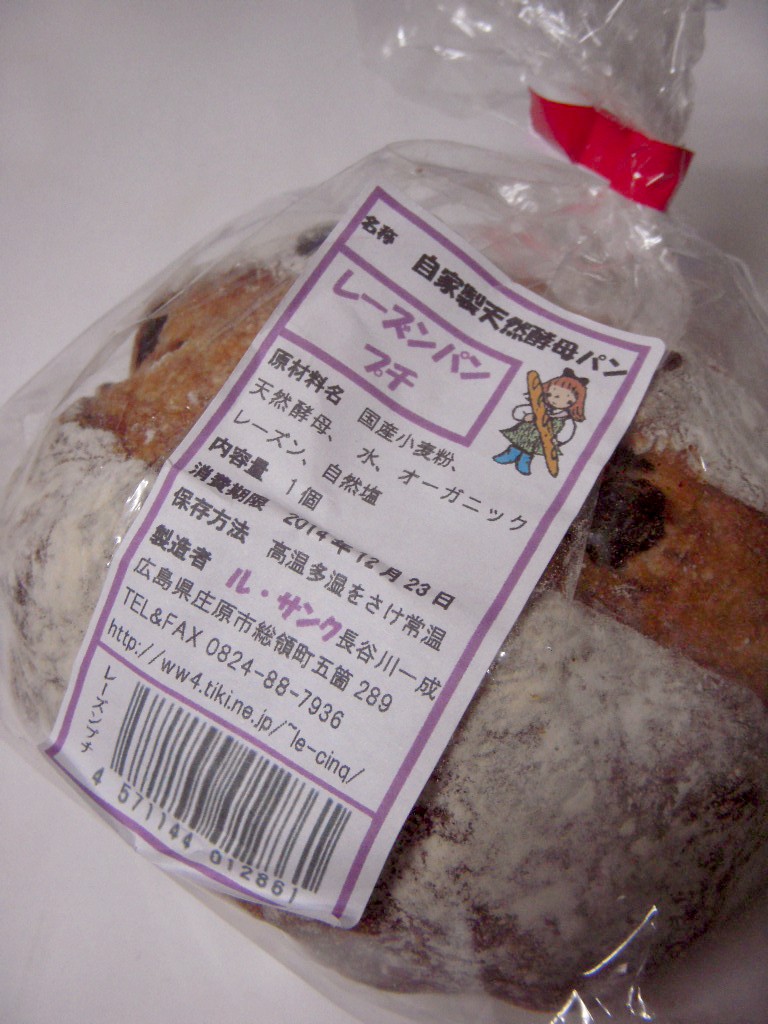 名称 自家製天然酵母パン
レーズンパン
プチ
原材料名 国産小麦粉、
天然酵母、水、オーガニック
レーズン、自然塩
内容量 1個
消費期限 2014年12月23日
保存方法 高温多湿をさけ常温
製造者 ル・サンク 長谷川一成
広島県庄原市総領町五箇289
TEL&FAX 0824-88-7936
http://ww4.tiki.ne.jp/~le-cinq/
レーズンプチ
4 571144 012861